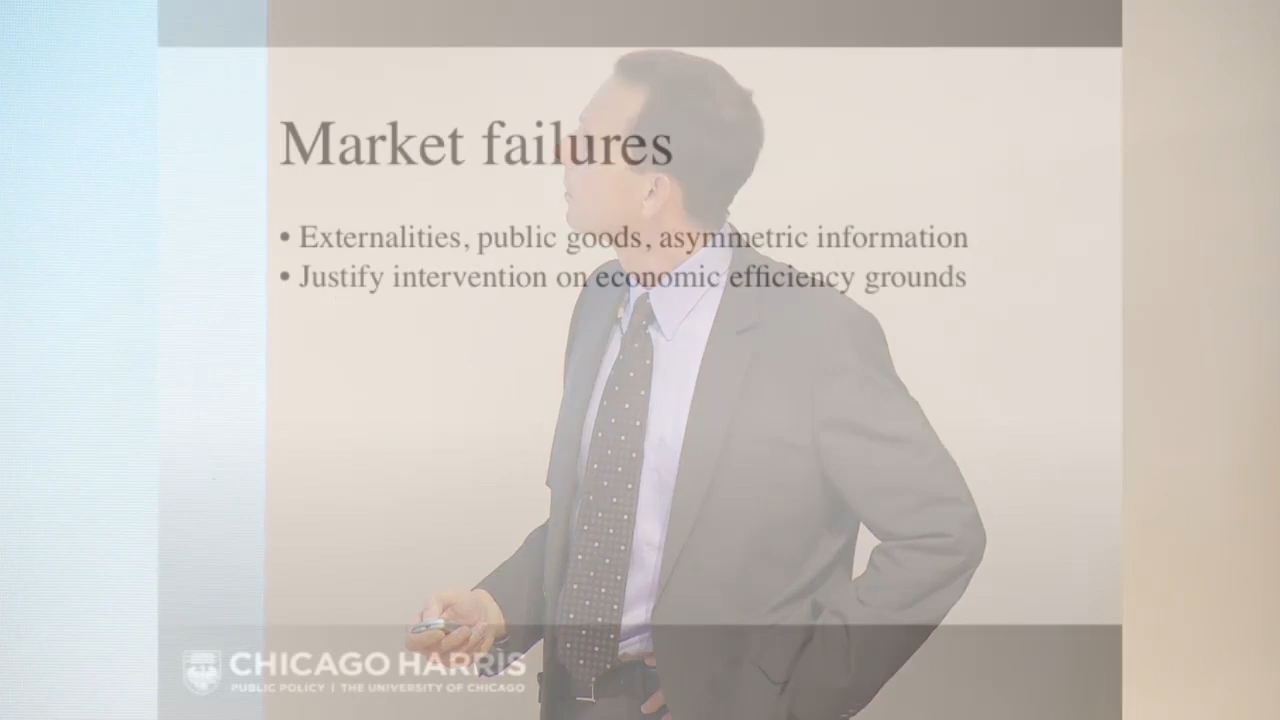 Market failures
• Externalities, public goods, asymmetric information
• Justify intervention on economic efficiency grounds
CHICAGO HARRIS
PUBLIC POLICY | THE UNIVERSITY OF CHICAGO